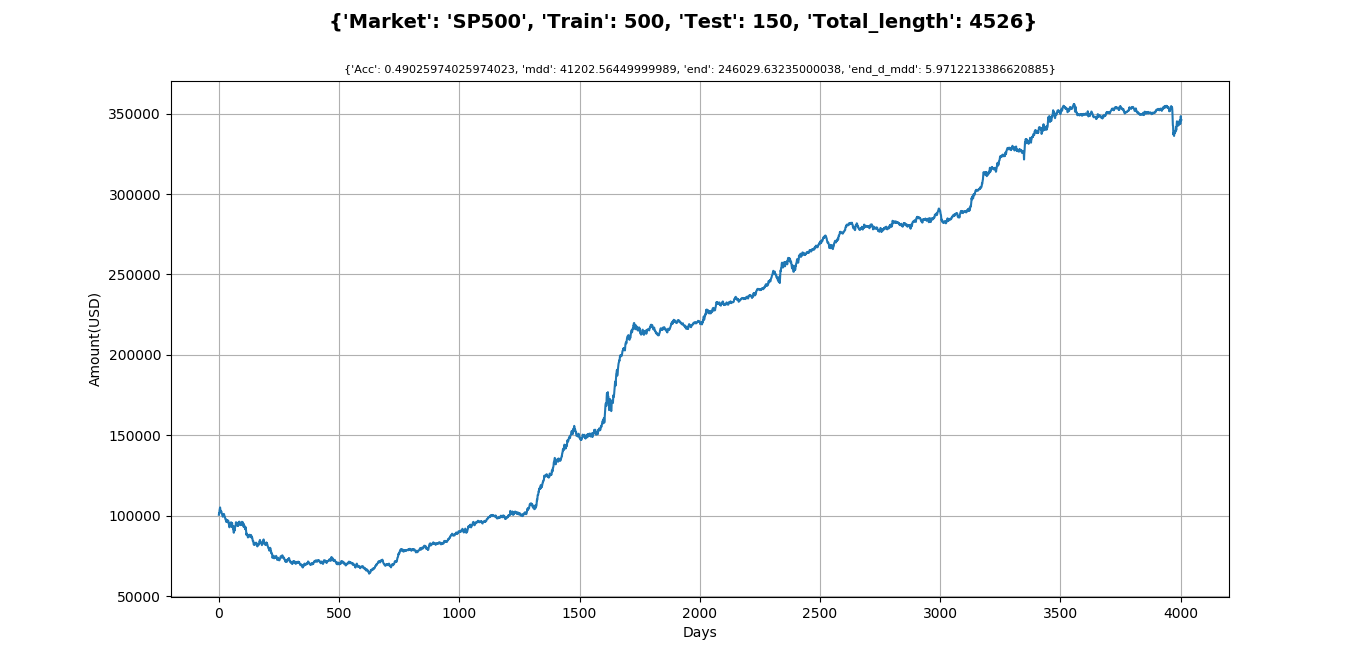 {'Market': 'SP500', 'Train': 500, 'Test': 150, 'Total_length': 4526}
{'Acc': 0.49025974025974023, 'mdd': 41202.56449999989, 'end': 246029.63235000038, 'end_d_mdd': 5.9712213386620885}
350000
300000
250000
200000
150000
100000
50000
Amount(USD)
0 500 1000 1500 2000 2500 3000 3500 4000
Days